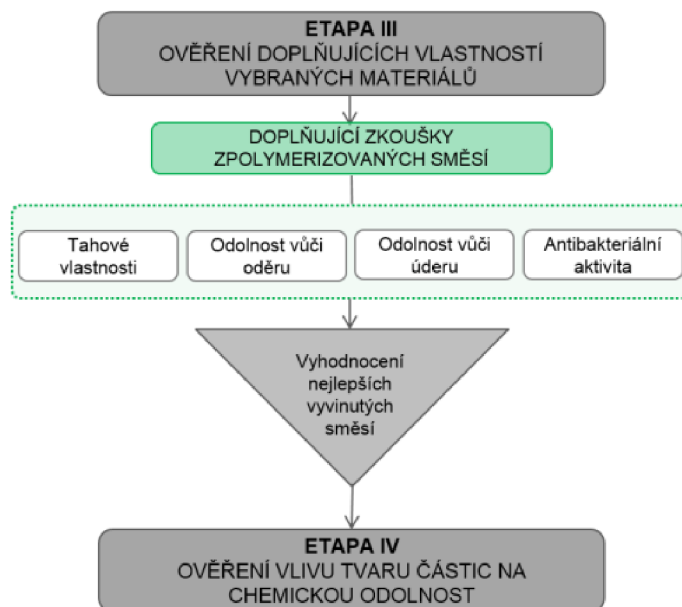 ETAPA III
OVĚŘENÍ DOPLŇUJÍCÍCH VLASTNOSTÍ
VYBRANÝCH MATERIÁLŮ
DOPLŇUJÍCÍ ZKOUŠKY
ZPOLYMERIZOVANÝCH SMĚSÍ
Tahové
vlastnosti
Odolnost vůči
oděru
Odolnost vůči
úderu
Antibakteriální
aktivita
Vyhodnocení
nejlepších
vyvinutých
směsí
ETAPA IV
OVĚŘENÍ VLIVU TVARU ČÁSTIC NA
CHEMICKOU ODOLNOST